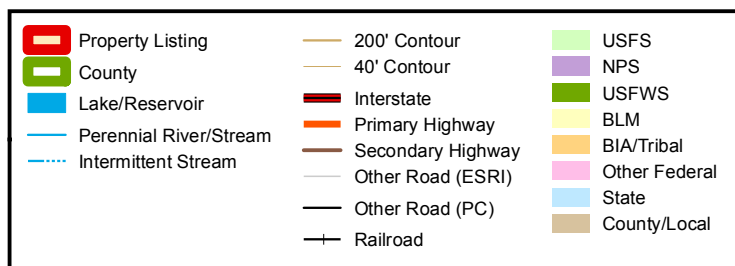 Property Listing
County
Lake/Reservoir
Perennial River/Stream
Intermittent Stream
200' Contour
40' Contour
Interstate
Primary Highway
Secondary Highway
Other Road (ESRI)
Other Road (PC)
Railroad
USFS
NPS
USFWS
BLM
BIA/Tribal
Other Federal
State
County/Local